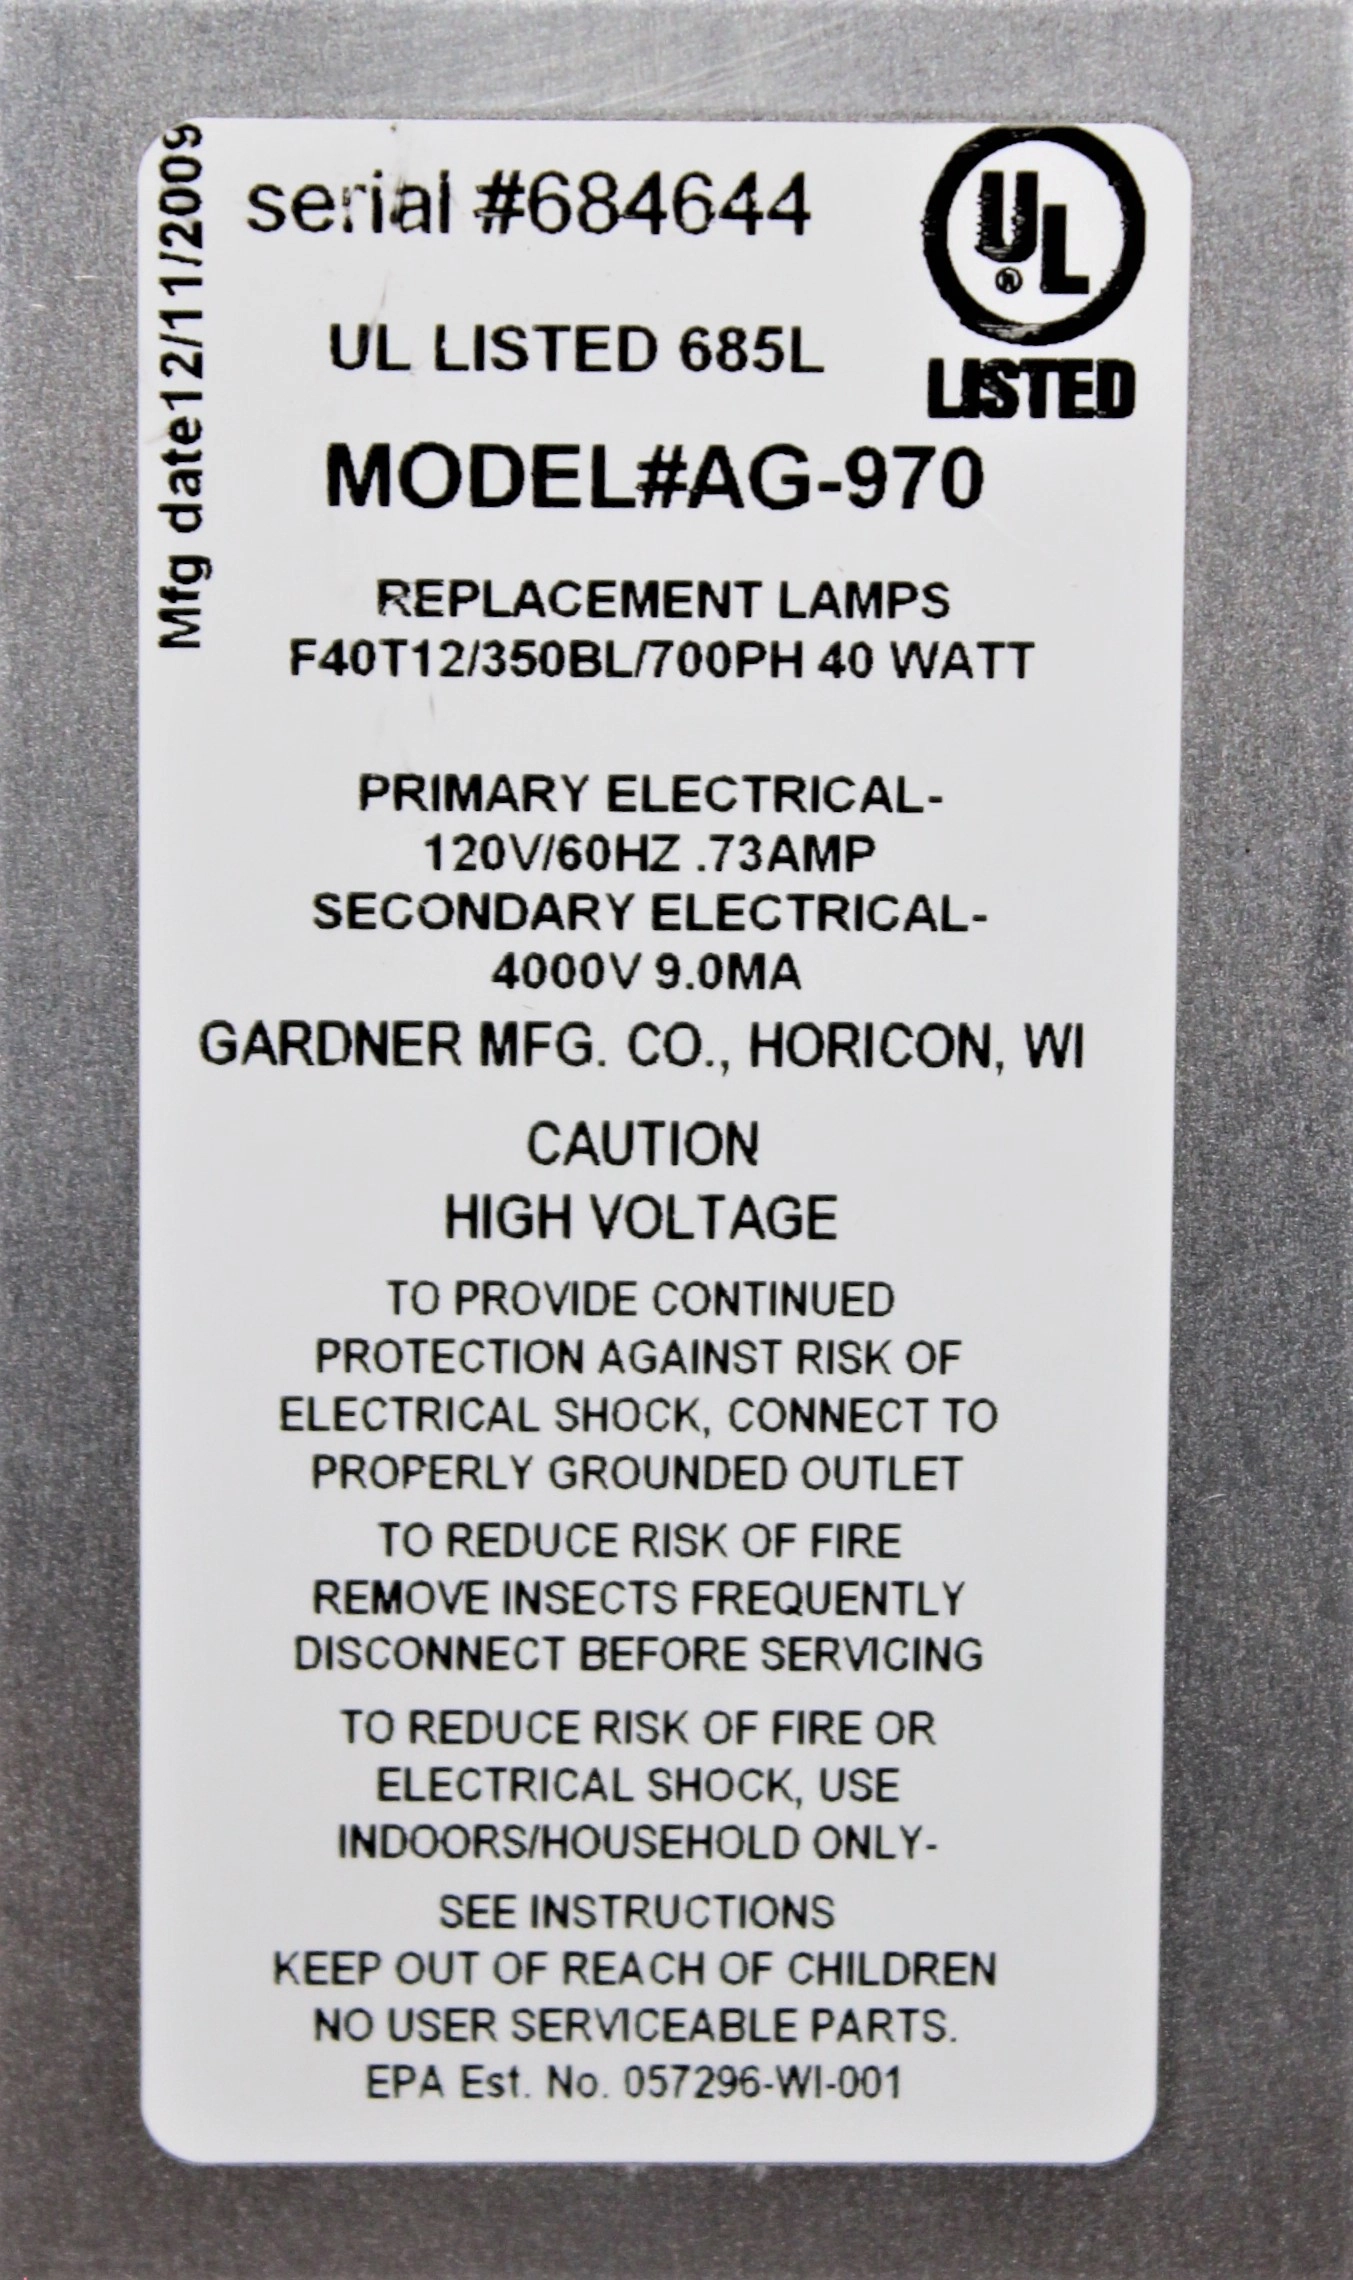 Mfg date12/11/2009
serial #684644
UL
®
LISTED
UL LISTED 685L
MODEL#AG-970
REPLACEMENT LAMPS
F40T12/350BL/700PH 40 WATT
PRIMARY ELECTRICAL-
120V/60HZ .73AMP
SECONDARY ELECTRICAL-
4000V 9.0MA
GARDNER MFG. CO., HORICON, WI
CAUTION
HIGH VOLTAGE
TO PROVIDE CONTINUED
PROTECTION AGAINST RISK OF
ELECTRICAL SHOCK, CONNECT TO
PROPERLY GROUNDED OUTLET
TO REDUCE RISK OF FIRE
REMOVE INSECTS FREQUENTLY
DISCONNECT BEFORE SERVICING
TO REDUCE RISK OF FIRE OR
ELECTRICAL SHOCK, USE
INDOORS/HOUSEHOLD ONLY-
SEE INSTRUCTIONS
KEEP OUT OF REACH OF CHILDREN
NO USER SERVICEABLE PARTS.
EPA Est. No. 057296-WI-001